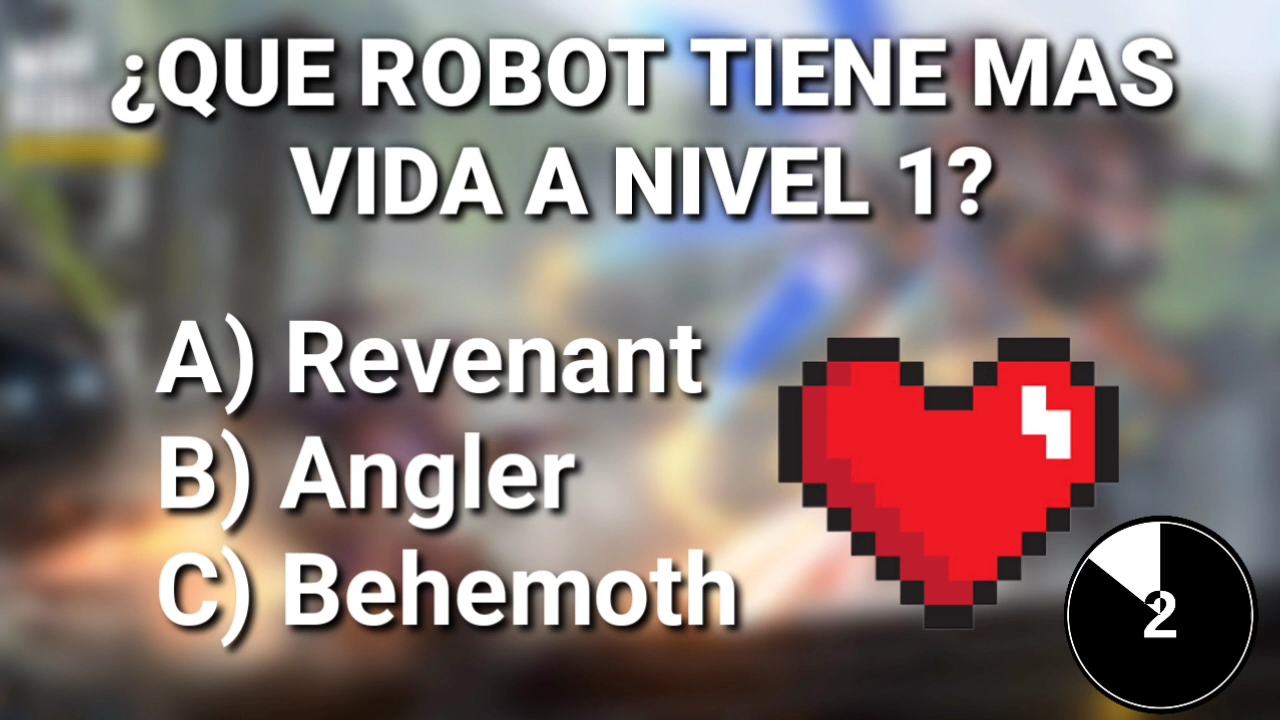 ¿QUE ROBOT TIENE MAS
VIDA A NIVEL 1?
A) Revenant
B) Angler
C) Behemoth
2